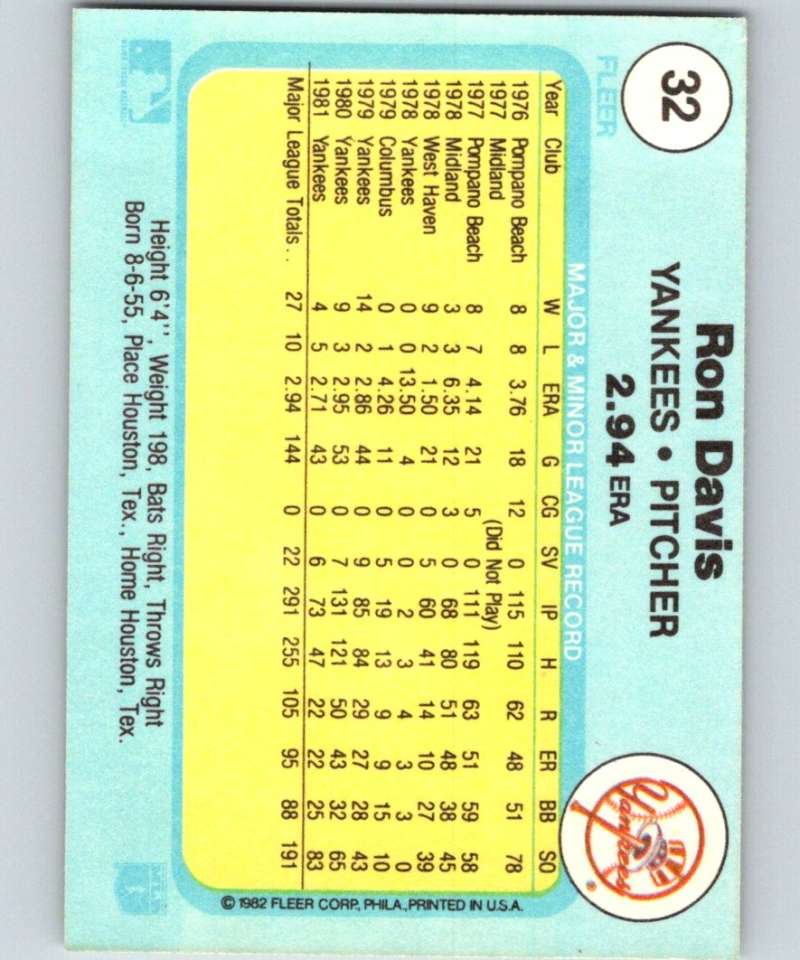 32
FLEER
Ron Davis
YANKEES • PITCHER
2.94 ERA
Yankees
MAJOR & MINOR LEAGUE RECORD
Year Club W L ERA G CG SV IP H R ER BB SO
1976 Pompano Beach 8 8 3.76 18 12 0 115 110 62 48 51 78
1977 Midland (Did Not Play)
1977 Pompano Beach 8 7 4.14 21 5 0 111 119 63 51 59 58
1978 Midland 3 3 6.35 12 3 0 68 80 51 48 38 45
1978 West Haven 9 2 1.50 21 0 5 60 41 14 10 27 39
1978 Yankees 0 0 13.50 4 0 0 2 3 4 3 3 0
1979 Columbus 0 1 4.26 11 0 5 19 13 9 9 15 10
1979 Yankees 14 2 2.86 44 0 9 85 84 29 27 28 43
1980 Yankees 9 3 2.95 53 0 7 131 121 50 43 32 65
1981 Yankees 4 5 2.71 43 0 6 73 47 22 22 25 83
Major League Totals . . 27 10 2.94 144 0 22 291 255 105 95 88 191
© 1982 FLEER CORP., PHILA., PRINTED IN U.S.A.
Height 6'4", Weight 198, Bats Right, Throws Right
Born 8-6-55, Place Houston, Tex., Home Houston, Tex.